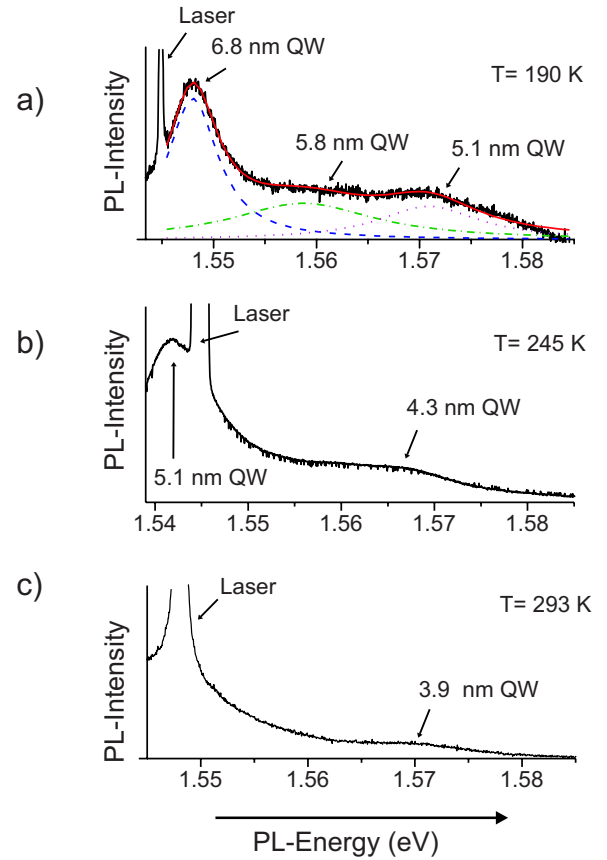 Laser
6.8 nm QW
T= 190 K
a)
5.8 nm QW
5.1 nm QW
PL-Intensity
1.55 1.56 1.57 1.58
b)
Laser
T= 245 K
4.3 nm QW
PL-Intensity
5.1 nm QW
1.54 1.55 1.56 1.57 1.58
c)
Laser
T= 293 K
3.9 nm QW
PL-Intensity
1.55 1.56 1.57 1.58
PL-Energy (eV)